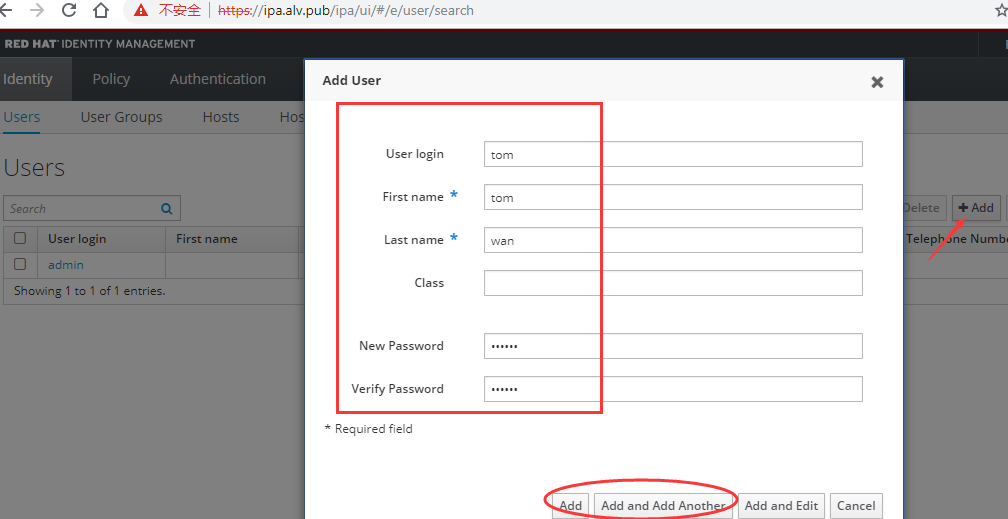 不安全 https://ipa.alv.pub/ipa/ui/#/e/user/search
RED HAT IDENTITY MANAGEMENT
Identity Policy Authentication
Users User Groups Hosts Hos
Users
Search
Delete + Add
User login First name Telephone Numb
admin
Showing 1 to 1 of 1 entries.
Add User
User login tom
First name * tom
Last name * wan
Class
New Password ••••••
Verify Password ••••••
* Required field
Add Add and Add Another Add and Edit Cancel